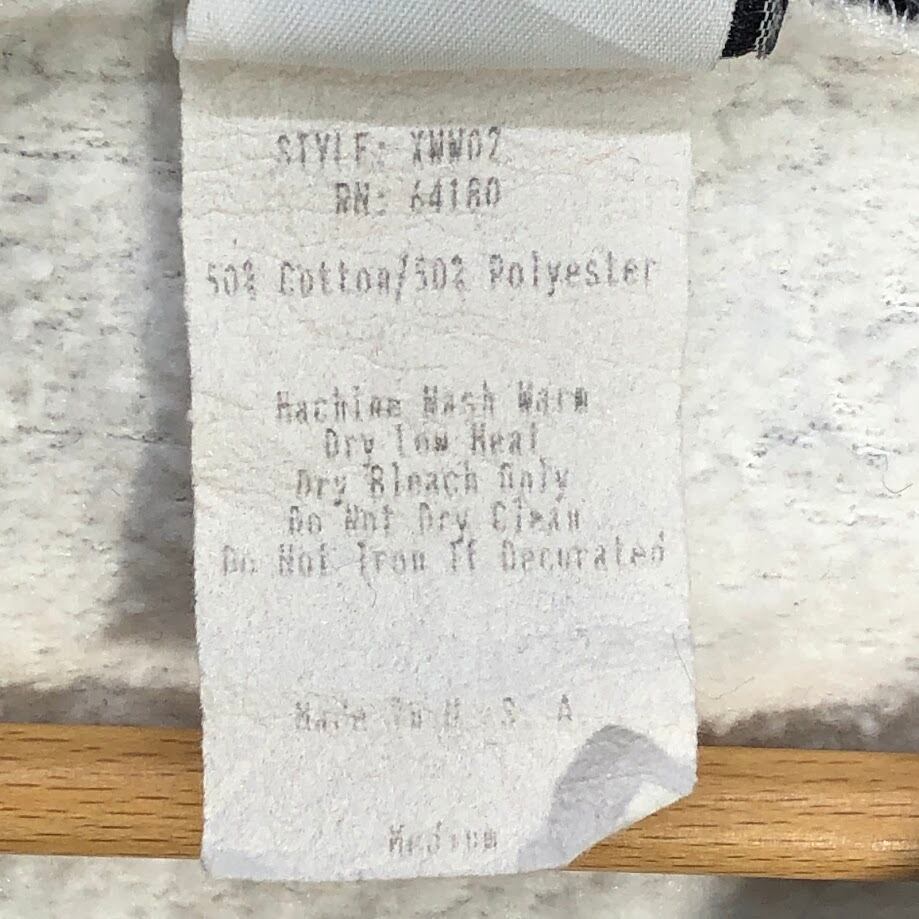 STYLE: XWW02
RN: 64180
50% Cotton/50% Polyester
Machine Wash Warm
Dry Low Heat
Dry Bleach Only
Do Not Dry Clean
Do Not Iron If Decorated
Made In U. S. A
Medium